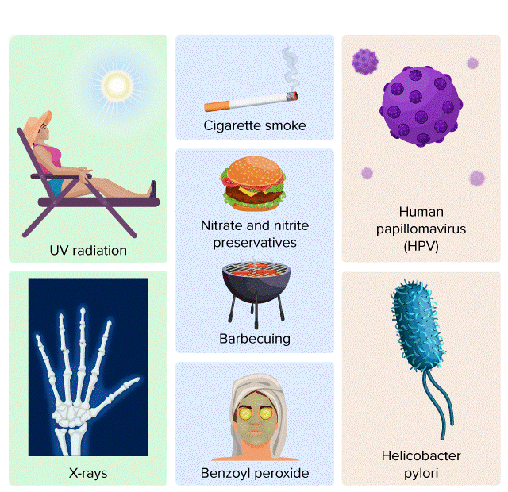 UV radiation
X-rays
Cigarette smoke
Nitrate and nitrite
preservatives
Barbecuing
Benzoyl peroxide
Human
papillomavirus
(HPV)
Helicobacter
pylori